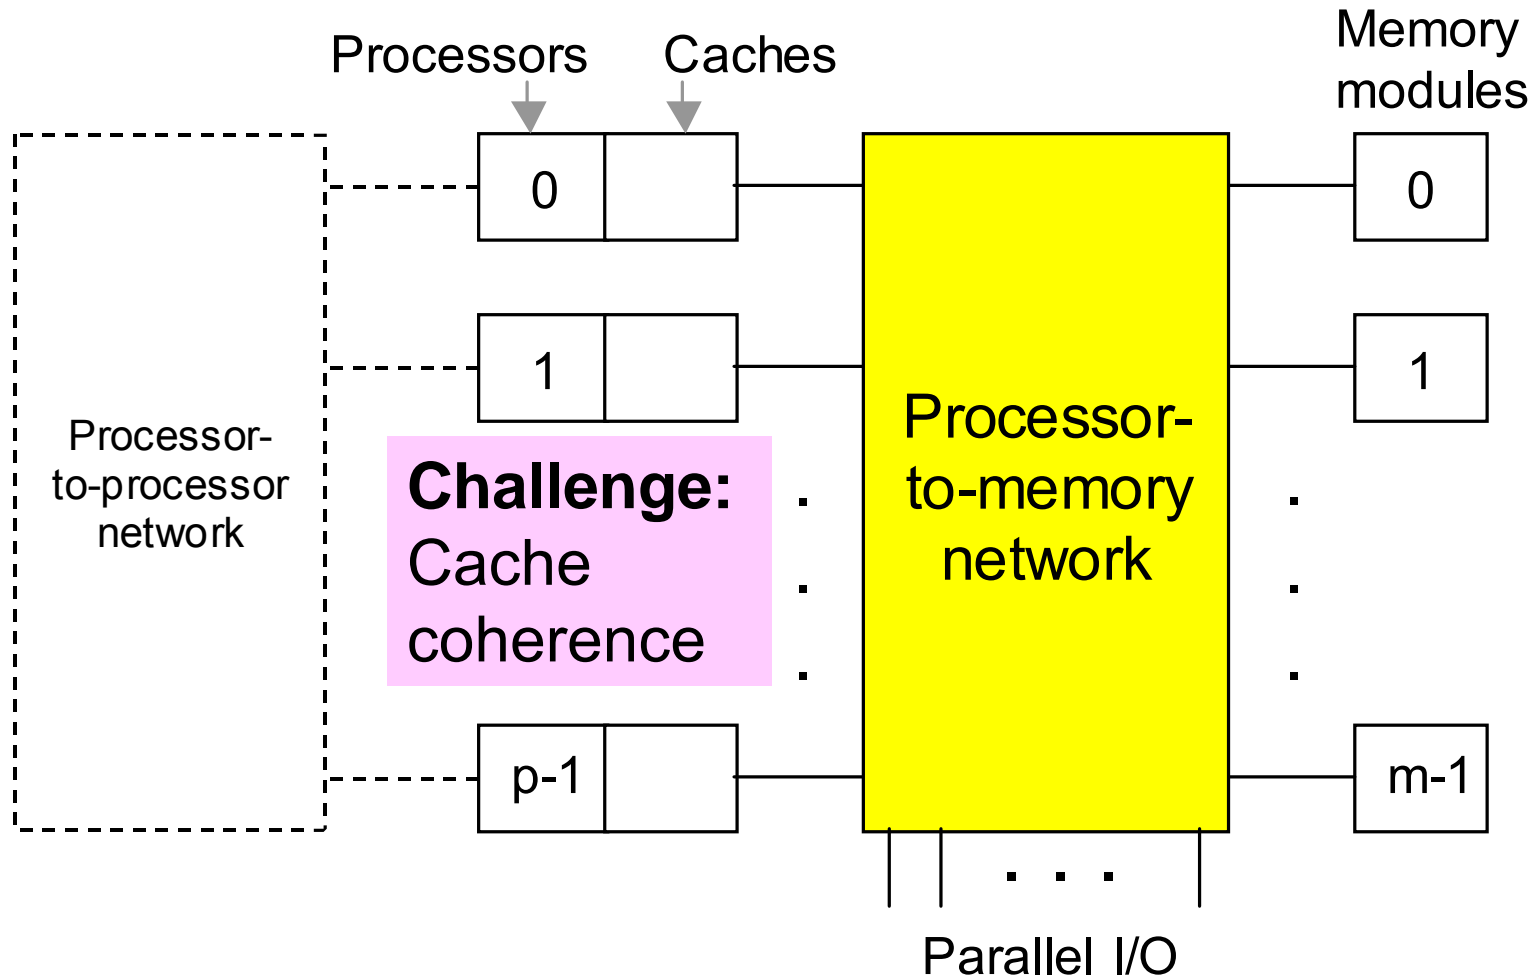 Processors
Caches
Memory
modules
0
0
1
1
Processor-
to-processor
network
Challenge:
Cache
coherence
Processor-
to-memory
network
p-1
m-1
Parallel I/O